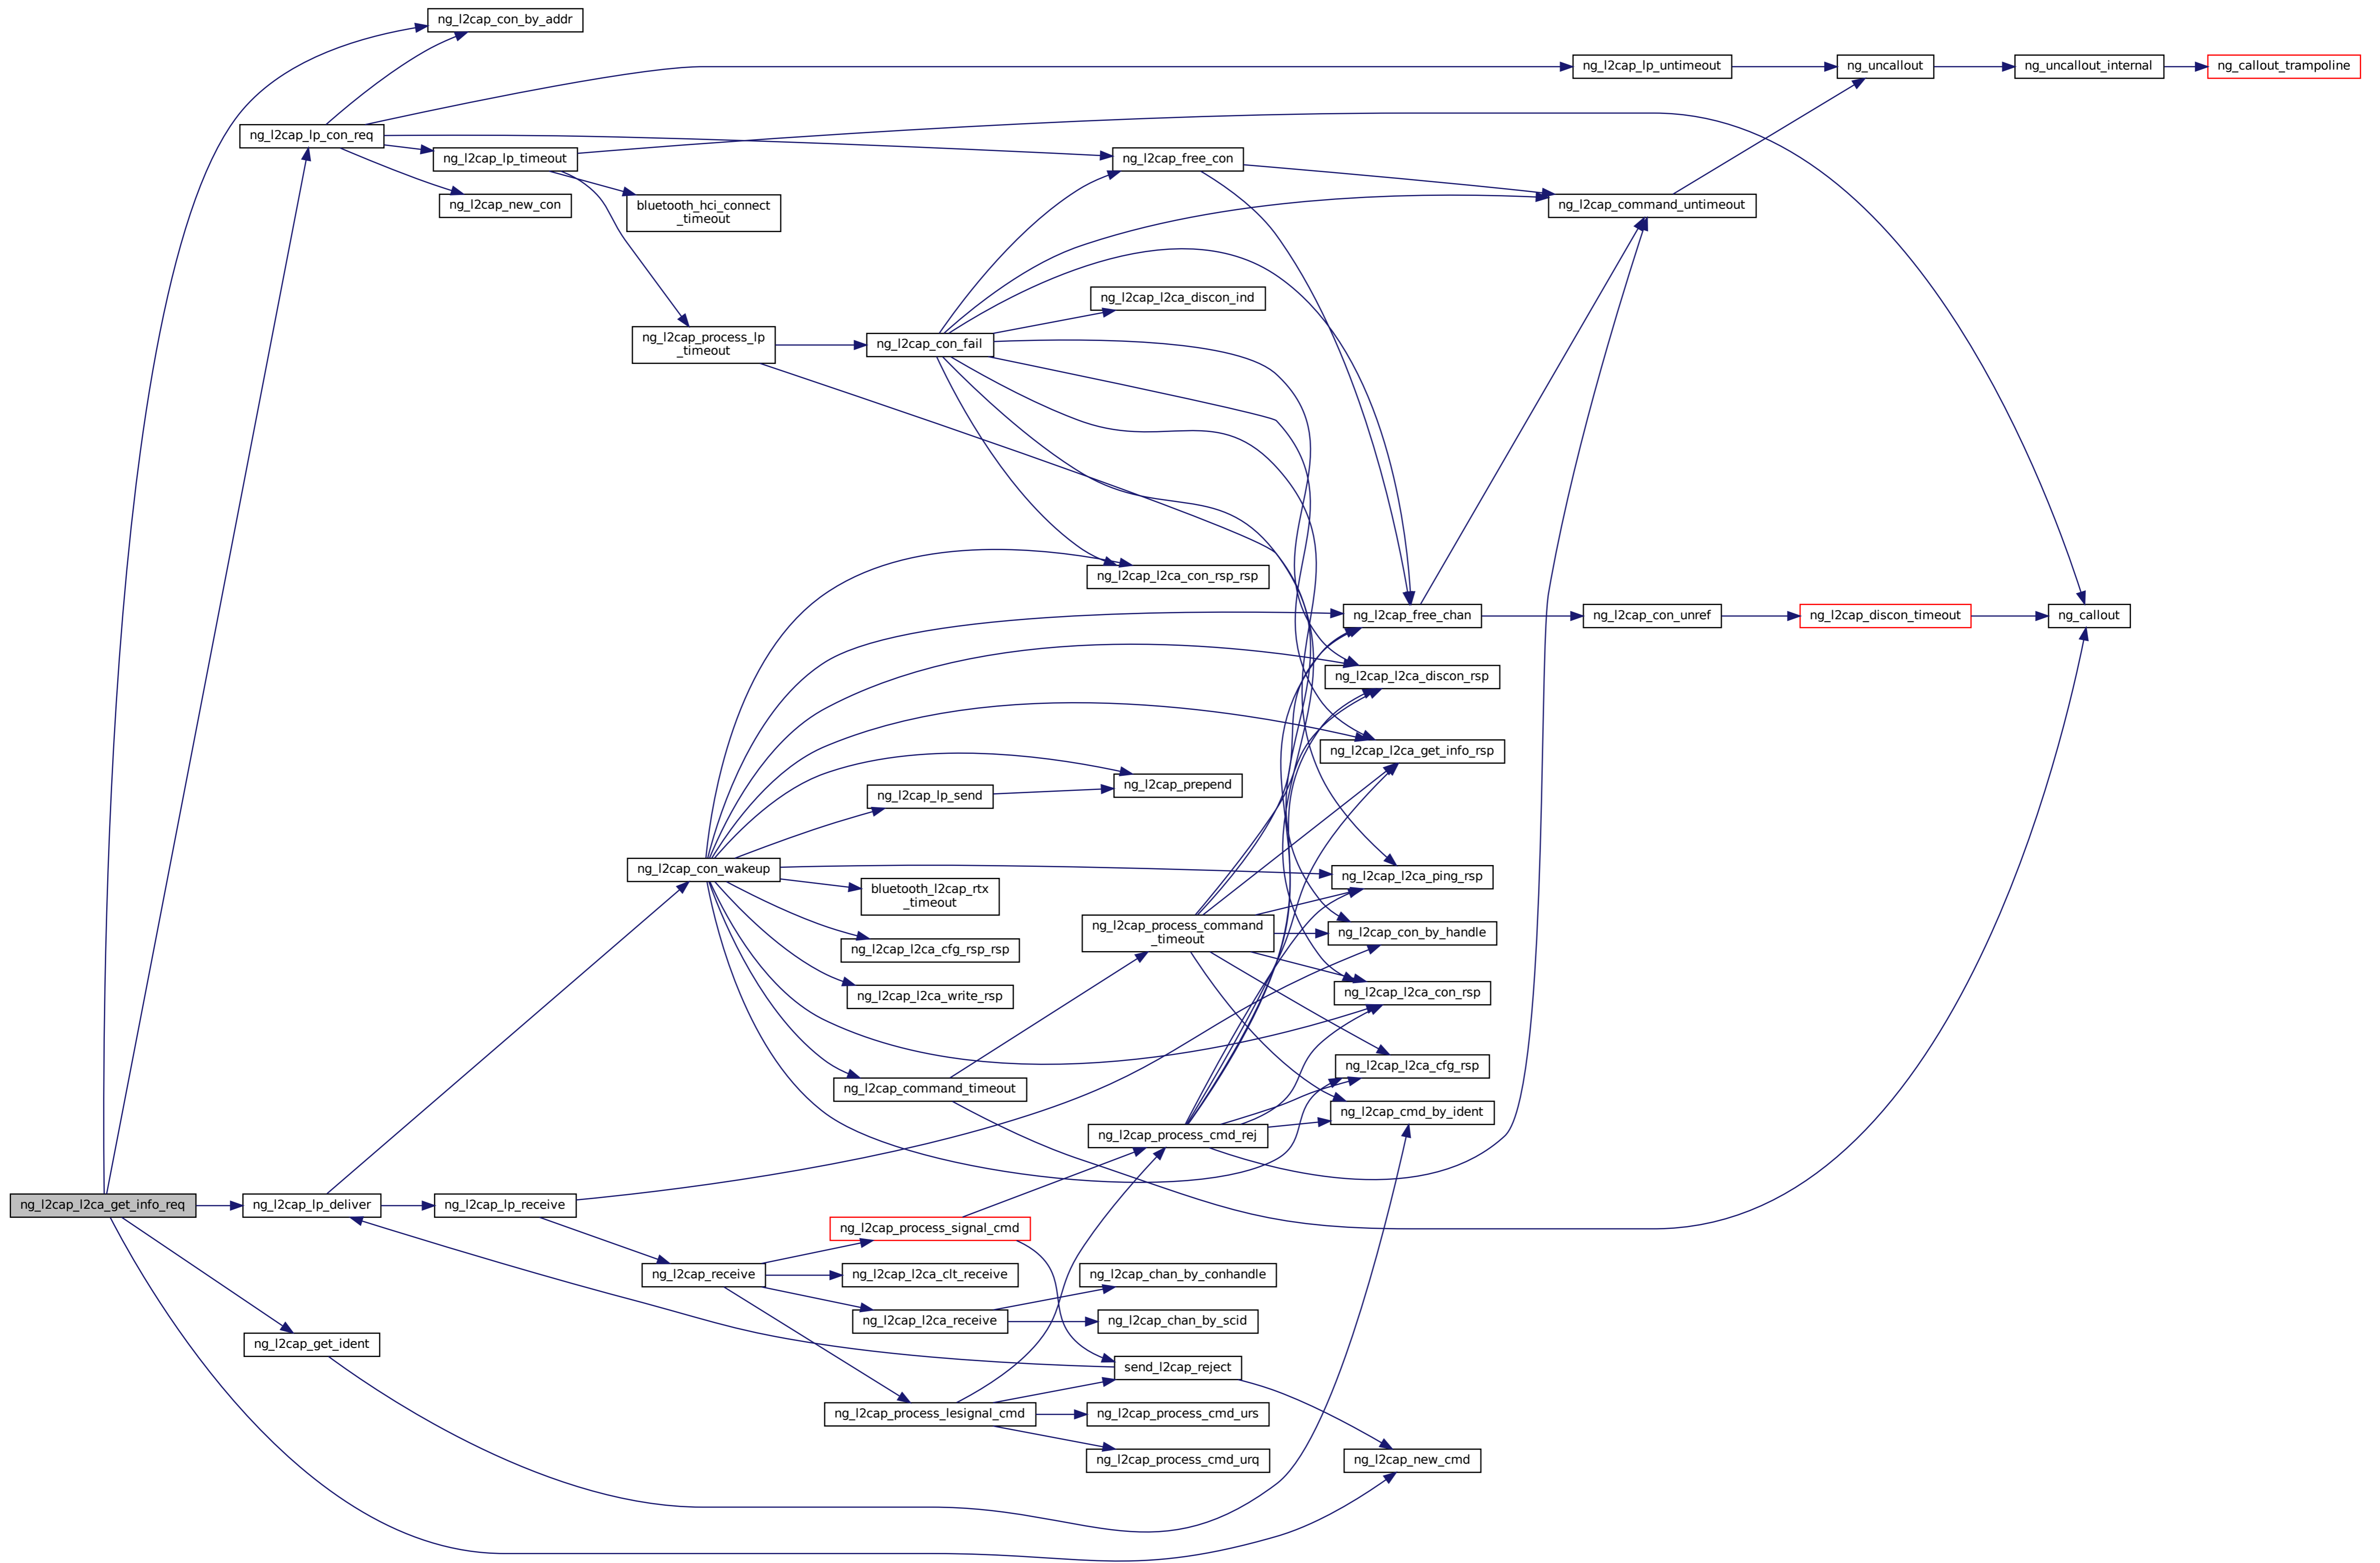 ng_l2cap_con_by_addr
ng_l2cap_lp_untimeout
ng_uncallout
ng_uncallout_internal
ng_callout_trampoline
ng_l2cap_lp_con_req
ng_l2cap_lp_timeout
ng_l2cap_free_con
ng_l2cap_new_con
bluetooth_hci_connect
_timeout
ng_l2cap_command_untimeout
ng_l2cap_l2ca_discon_ind
ng_l2cap_process_lp
_timeout
ng_l2cap_con_fail
ng_l2cap_l2ca_con_rsp_rsp
ng_l2cap_free_chan
ng_l2cap_con_unref
ng_l2cap_discon_timeout
ng_callout
ng_l2cap_l2ca_discon_rsp
ng_l2cap_l2ca_get_info_rsp
ng_l2cap_prepend
ng_l2cap_lp_send
ng_l2cap_con_wakeup
ng_l2cap_l2ca_ping_rsp
bluetooth_l2cap_rtx
_timeout
ng_l2cap_process_command
_timeout
ng_l2cap_con_by_handle
ng_l2cap_l2ca_cfg_rsp_rsp
ng_l2cap_l2ca_write_rsp
ng_l2cap_l2ca_con_rsp
ng_l2cap_l2ca_cfg_rsp
ng_l2cap_command_timeout
ng_l2cap_cmd_by_ident
ng_l2cap_process_cmd_rej
ng_l2cap_l2ca_get_info_req
ng_l2cap_lp_deliver
ng_l2cap_lp_receive
ng_l2cap_process_signal_cmd
ng_l2cap_receive
ng_l2cap_l2ca_clt_receive
ng_l2cap_chan_by_conhandle
ng_l2cap_l2ca_receive
ng_l2cap_chan_by_scid
ng_l2cap_get_ident
send_l2cap_reject
ng_l2cap_process_lesignal_cmd
ng_l2cap_process_cmd_urs
ng_l2cap_process_cmd_urq
ng_l2cap_new_cmd